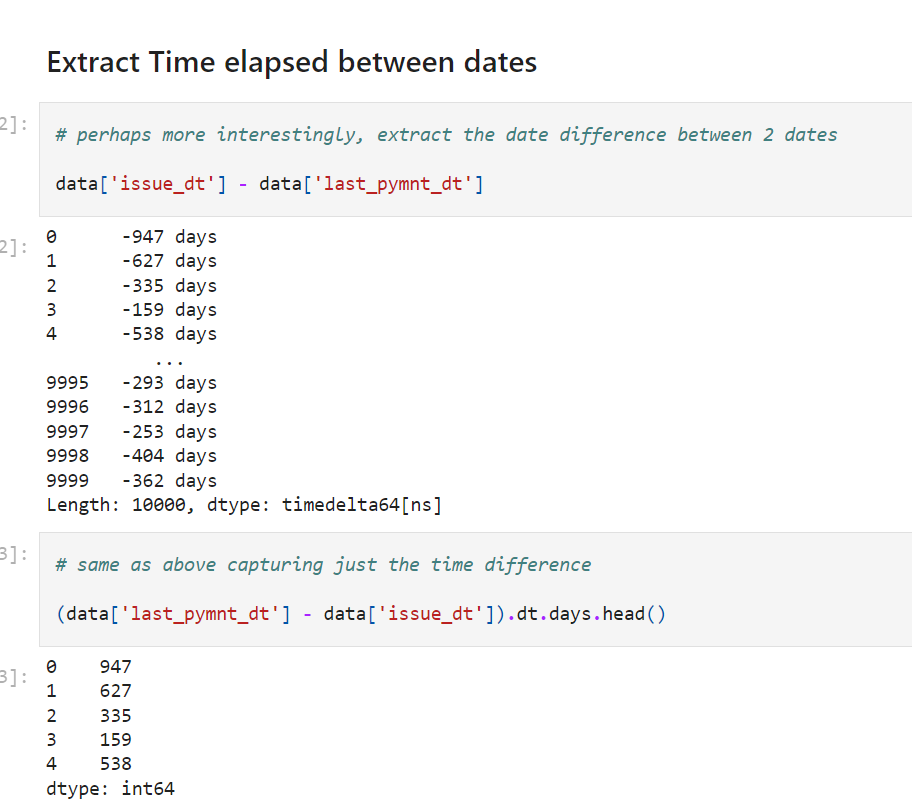 Extract Time elapsed between dates
2]:
# perhaps more interestingly, extract the date difference between 2 dates
data['issue_dt'] - data['last_pymnt_dt']
2]:
0      -947 days
1      -627 days
2      -335 days
3      -159 days
4      -538 days
...
9995   -293 days
9996   -312 days
9997   -253 days
9998   -404 days
9999   -362 days
Length: 10000, dtype: timedelta64[ns]
3]:
# same as above capturing just the time difference
(data['last_pymnt_dt'] - data['issue_dt']).dt.days.head()
3]:
0    947
1    627
2    335
3    159
4    538
dtype: int64